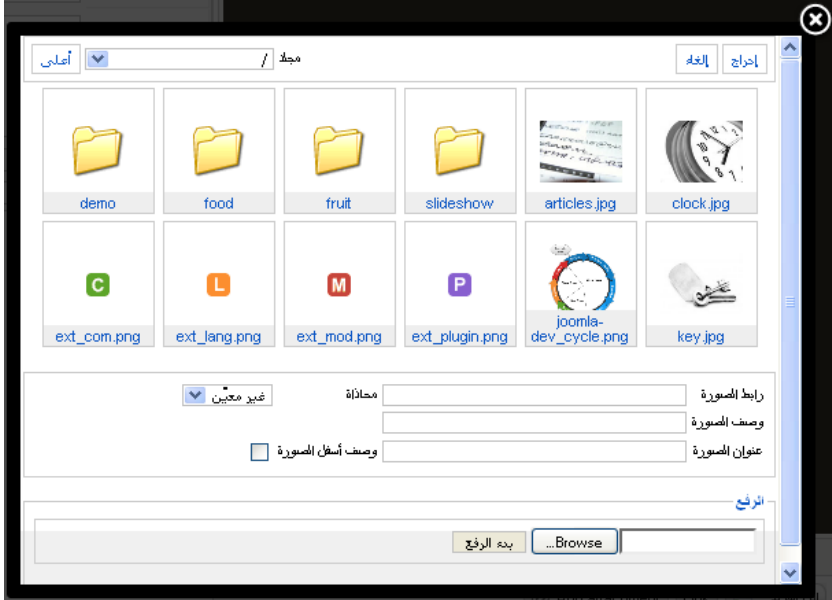 إدراج إلغاء مجلد / أعلى
demo food fruit slideshow articles.jpg clock.jpg
C L M P
ext_com.png ext_lang.png ext_mod.png ext_plugin.png joomla-dev_cycle.png key.jpg
رابط الصورة محاذاة غير معيّن
وصف الصورة
عنوان الصورة وصف أسفل الصورة
الرفع
Browse... بدء الرفع